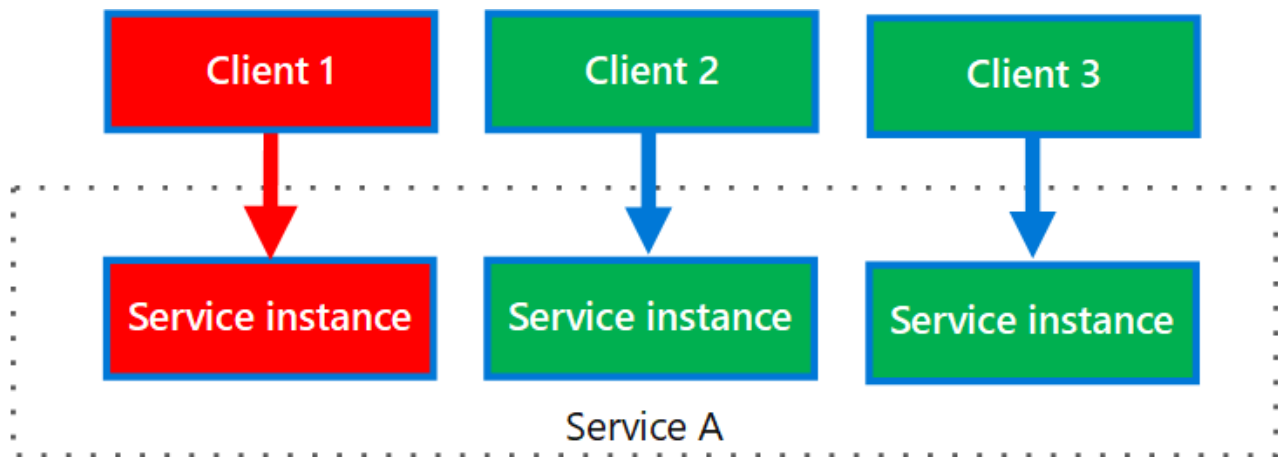 Client 1
Client 2
Client 3
Service instance
Service instance
Service instance
Service A